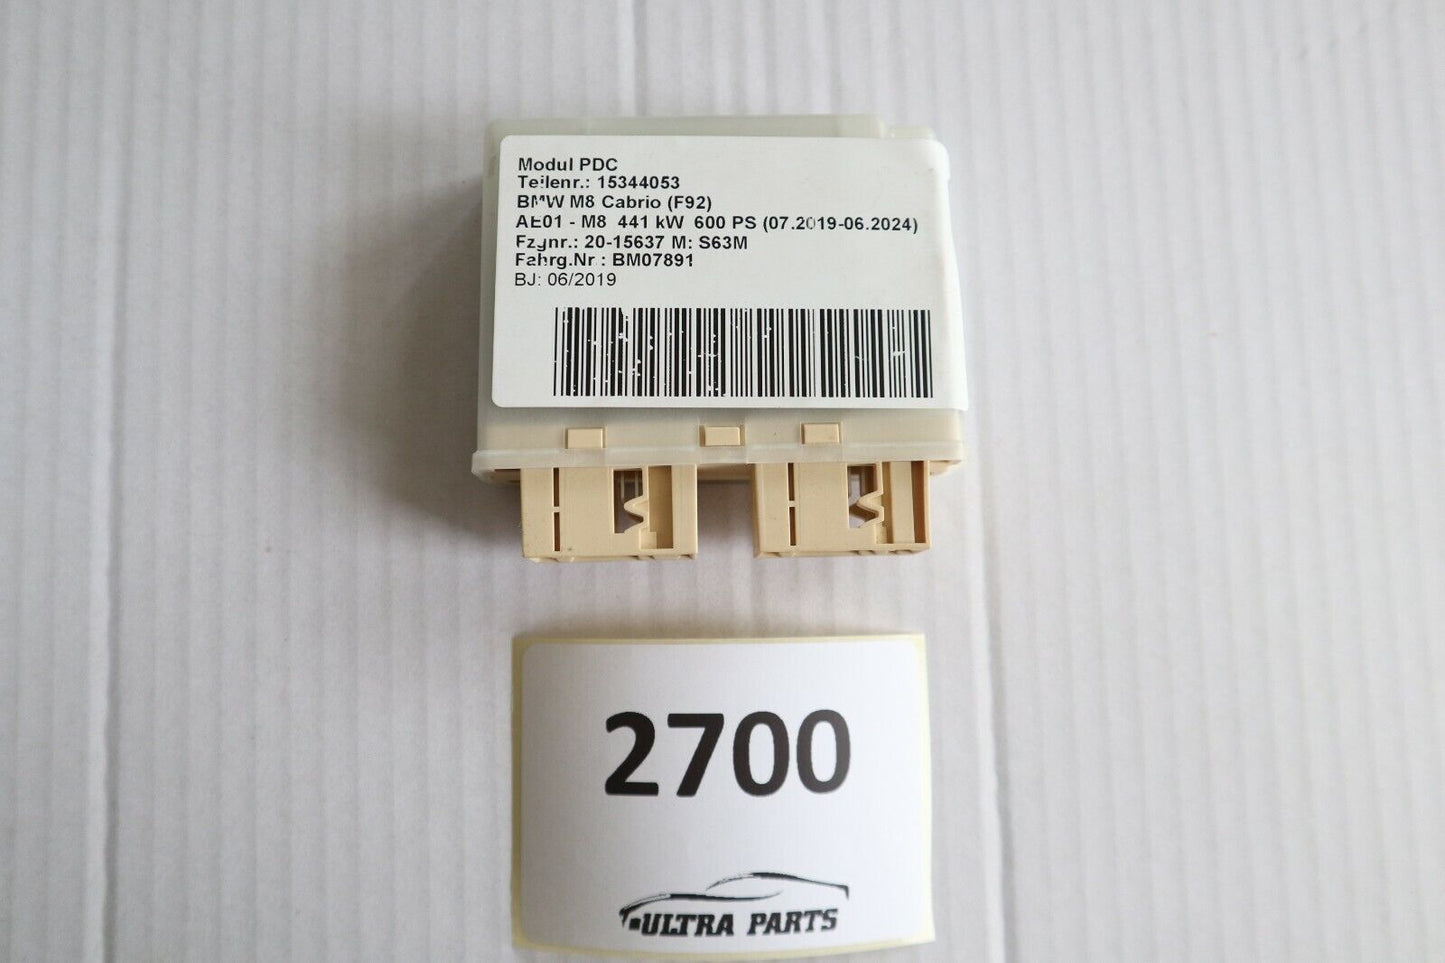 Modul PDC
Teilenr.: 15344053
BMW M8 Cabrio (F92)
AE01 - M8 441 kW 600 PS (07.2019-06.2024)
Fzgnr.: 20-15637 M: S63M
Fahrg.Nr.: BM07891
BJ: 06/2019
2700
ULTRA PARTS